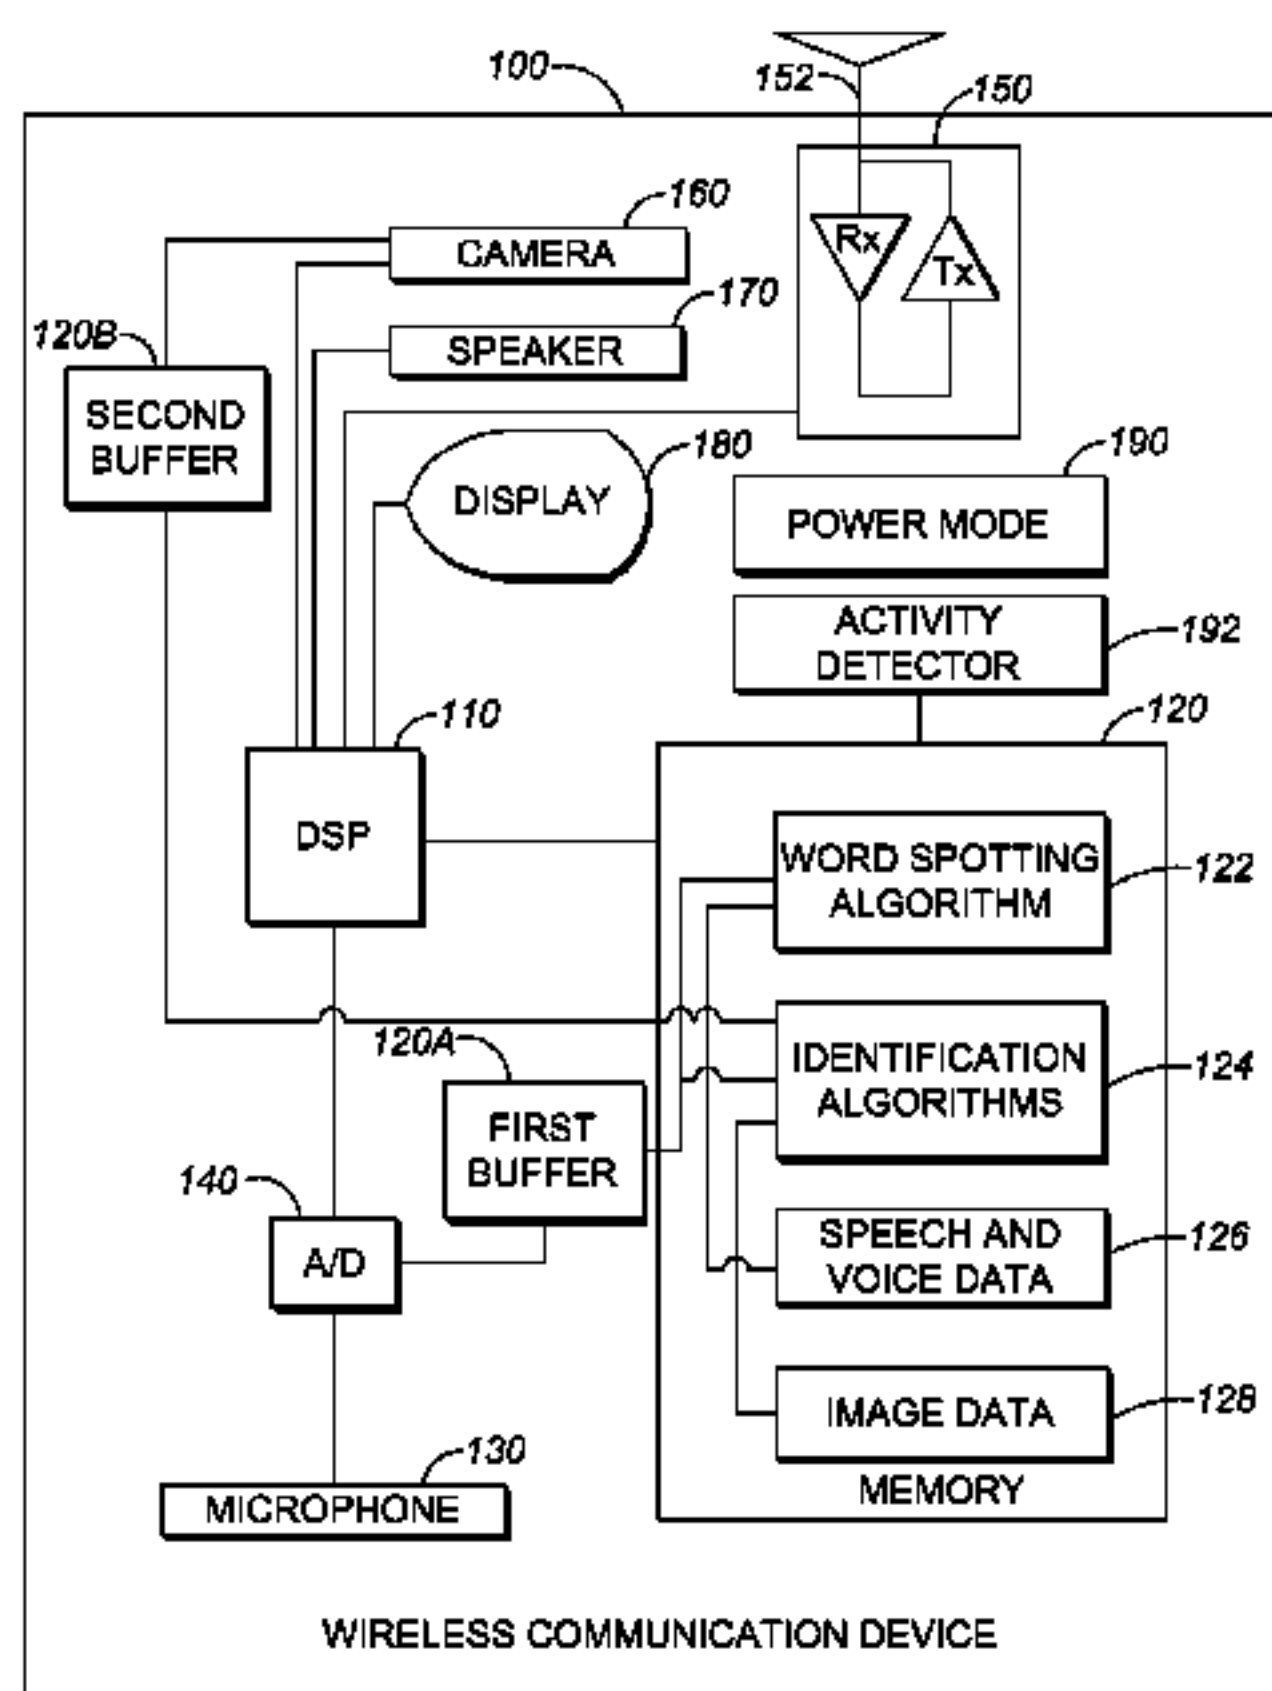 100
152
150
160
CAMERA
Rx
Tx
170
SPEAKER
120B
SECOND
BUFFER
180
DISPLAY
190
POWER MODE
ACTIVITY
DETECTOR
192
110
DSP
120
WORD SPOTTING
ALGORITHM
122
120A
FIRST
BUFFER
IDENTIFICATION
ALGORITHMS
124
140
A/D
SPEECH AND
VOICE DATA
126
IMAGE DATA
128
130
MICROPHONE
MEMORY
WIRELESS COMMUNICATION DEVICE